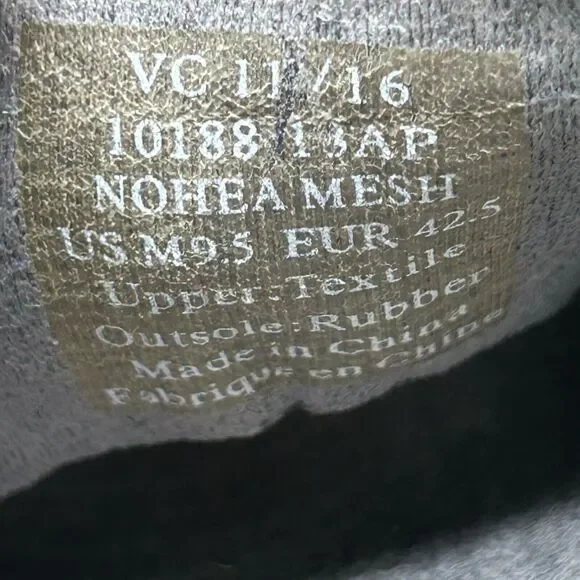 VC 11/16
10188/13AP
NOHEA MESH
US M9.5 EUR 42.5
Upper:Textile
Outsole:Rubber
Made in China
Fabriqué en Chine